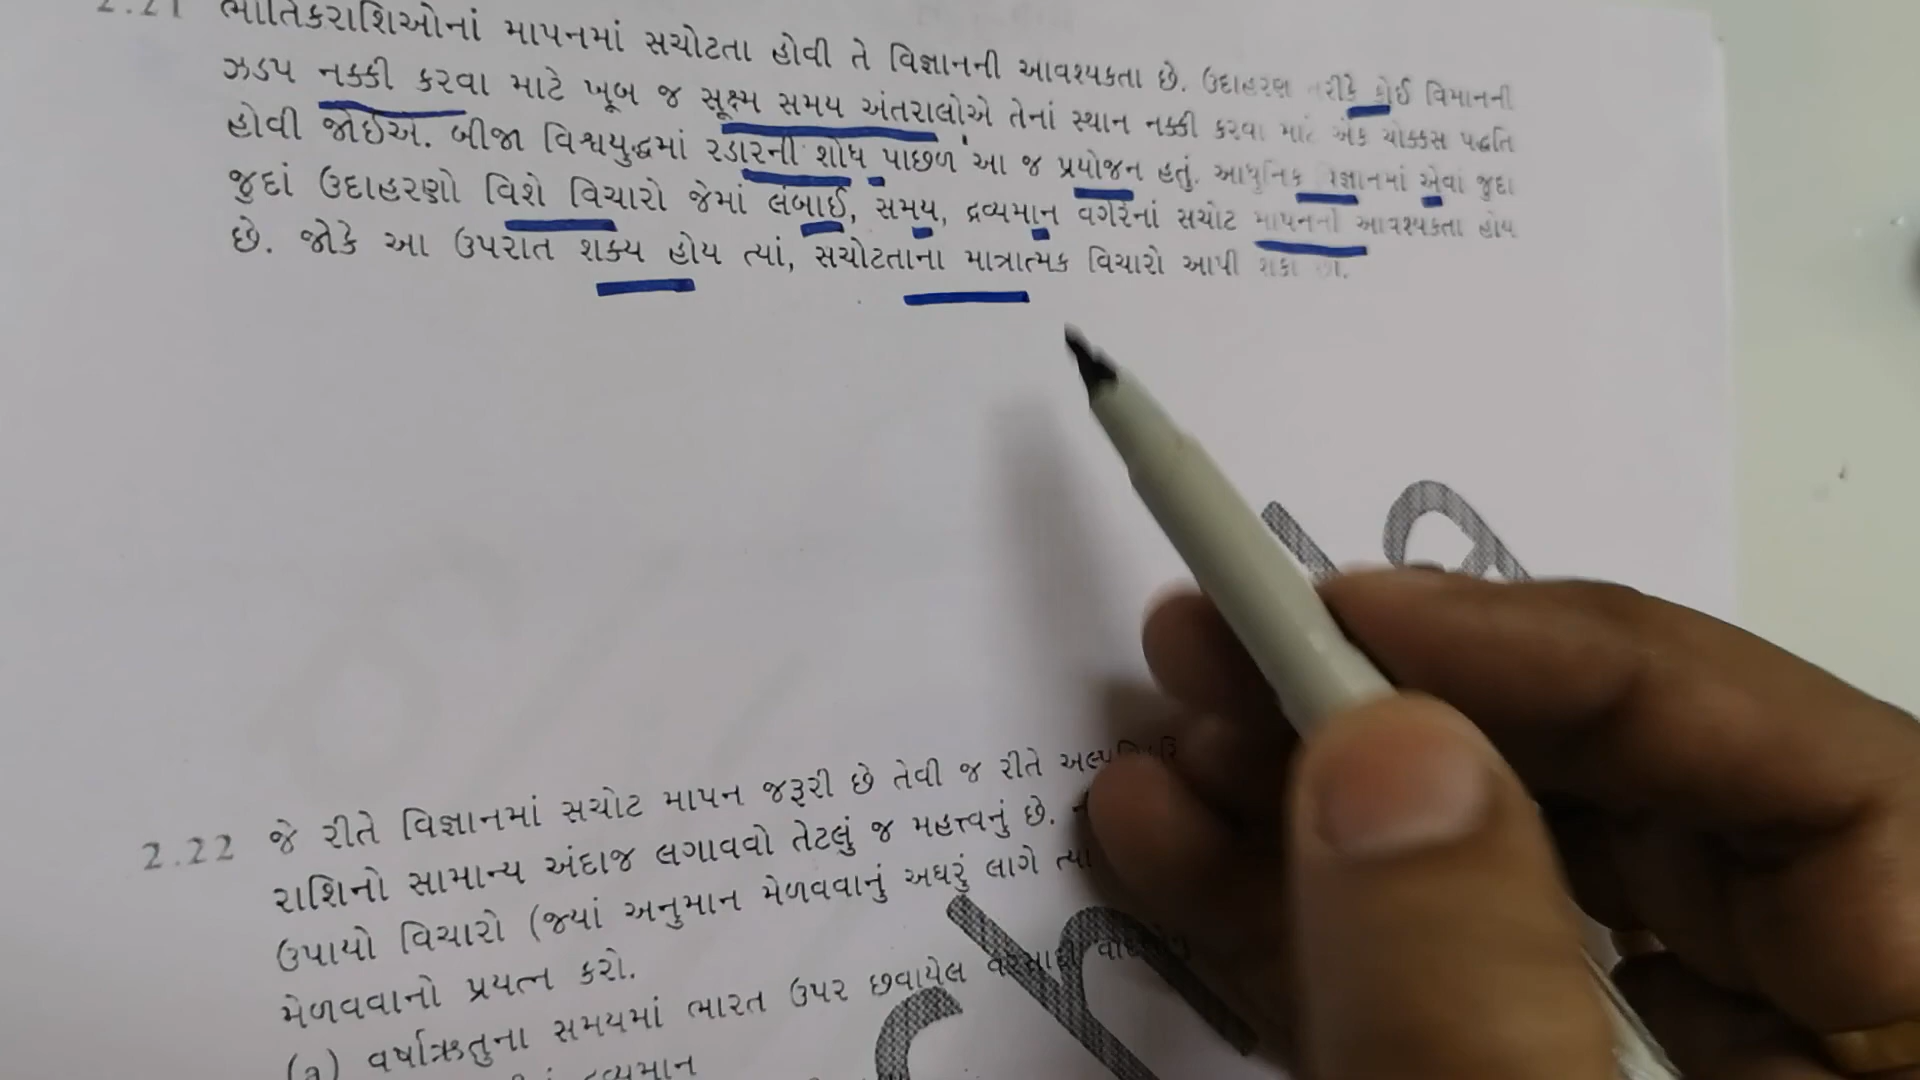 2.21 ભૌતિકરાશિઓનાં માપનમાં સચોટતા હોવી તે વિજ્ઞાનની આવશ્યકતા છે. ઉદાહરણ તરીકે કોઈ વિમાનની
ઝડપ નક્કી કરવા માટે ખૂબ જ સૂક્ષ્મ સમય અંતરાલોએ તેનાં સ્થાન નક્કી કરવા માટે એક ચોક્કસ પદ્ધતિ
હોવી જોઈએ. બીજા વિશ્વયુદ્ધમાં રડારની શોધ પાછળ આ જ પ્રયોજન હતું. આધુનિક વિજ્ઞાનમાં એવાં જુદા
જુદાં ઉદાહરણો વિશે વિચારો જેમાં લંબાઈ, સમય, દ્રવ્યમાન વગેરેનાં સચોટ માપનની આવશ્યકતા હોય
છે. જોકે આ ઉપરાંત શક્ય હોય ત્યાં, સચોટતાના માત્રાત્મક વિચારો આપી શકો છો.
2.22 જે રીતે વિજ્ઞાનમાં સચોટ માપન જરૂરી છે તેવી જ રીતે
રાશિનો સામાન્ય અંદાજ લગાવવો તેટલું જ મહત્ત્વનું છે.
ઉપાયો વિચારો (જ્યાં અનુમાન મેળવવાનું અઘરું લાગે ત્યાં
મેળવવાનો પ્રયત્ન કરો.
(a) વર્ષાઋતુના સમયમાં ભારત ઉપર છવાયેલ વરસાદી
દ્રવ્યમાન